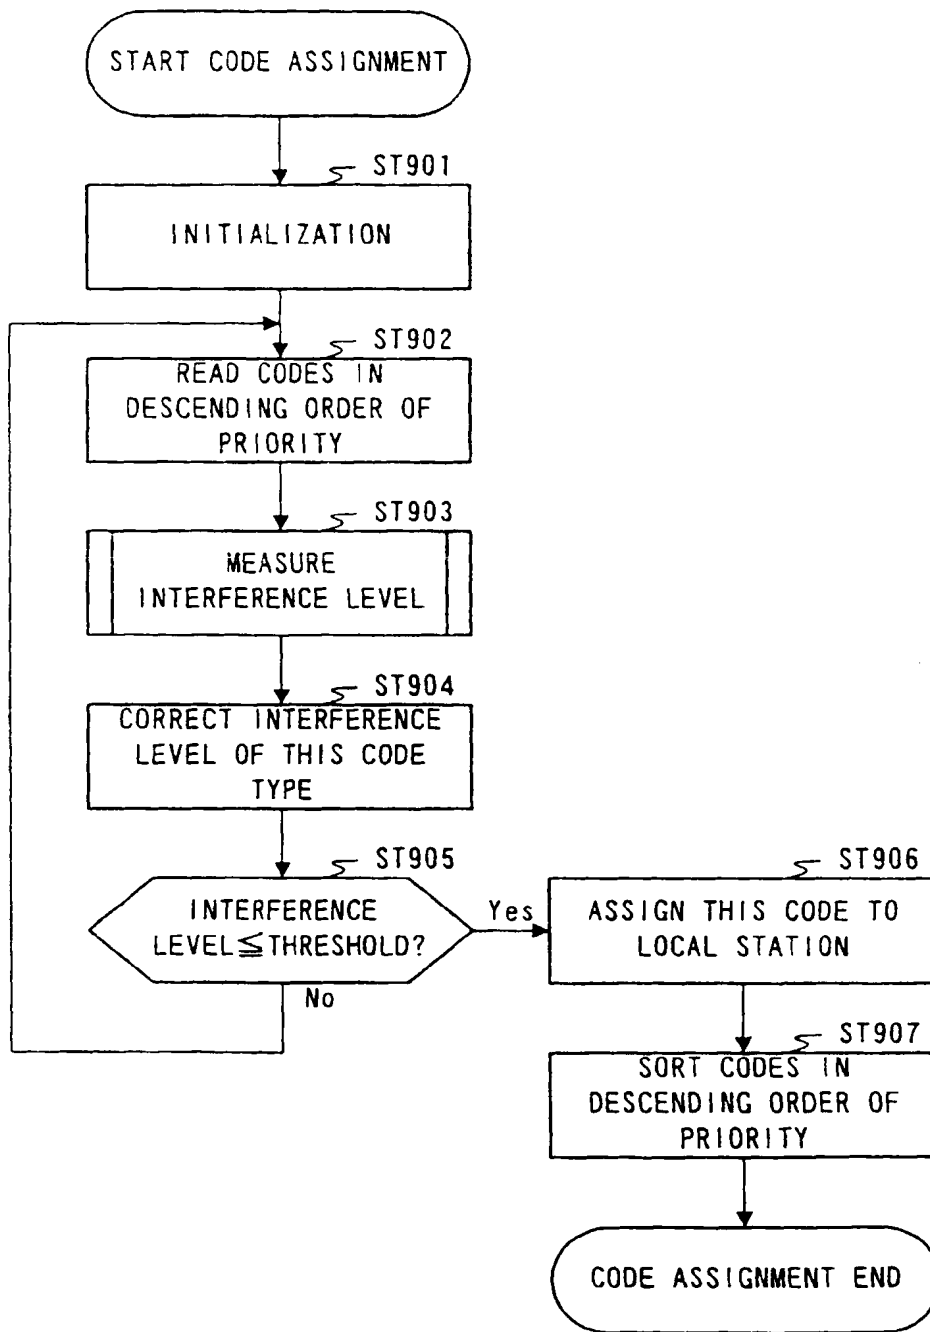 START CODE ASSIGNMENT
ST901
INITIALIZATION
ST902
READ CODES IN
DESCENDING ORDER OF
PRIORITY
ST903
MEASURE
INTERFERENCE LEVEL
ST904
CORRECT INTERFERENCE
LEVEL OF THIS CODE
TYPE
ST905
INTERFERENCE
LEVEL≦THRESHOLD?
Yes
No
ST906
ASSIGN THIS CODE TO
LOCAL STATION
ST907
SORT CODES IN
DESCENDING ORDER OF
PRIORITY
CODE ASSIGNMENT END